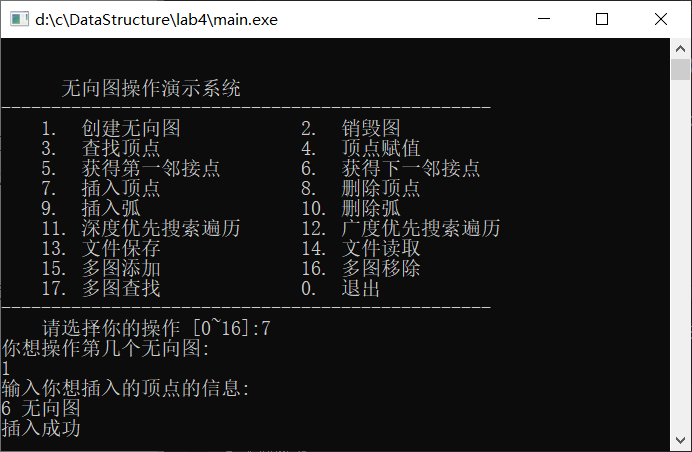 d:\c\DataStructure\lab4\main.exe
无向图操作演示系统
-------------------------------------------------
1. 创建无向图 2. 销毁图
3. 查找顶点 4. 顶点赋值
5. 获得第一邻接点 6. 获得下一邻接点
7. 插入顶点 8. 删除顶点
9. 插入弧 10. 删除弧
11. 深度优先搜索遍历 12. 广度优先搜索遍历
13. 文件保存 14. 文件读取
15. 多图添加 16. 多图移除
17. 多图查找 0. 退出
-------------------------------------------------
请选择你的操作 [0~16]:7
你想操作第几个无向图:
1
输入你想插入的顶点的信息:
6 无向图
插入成功